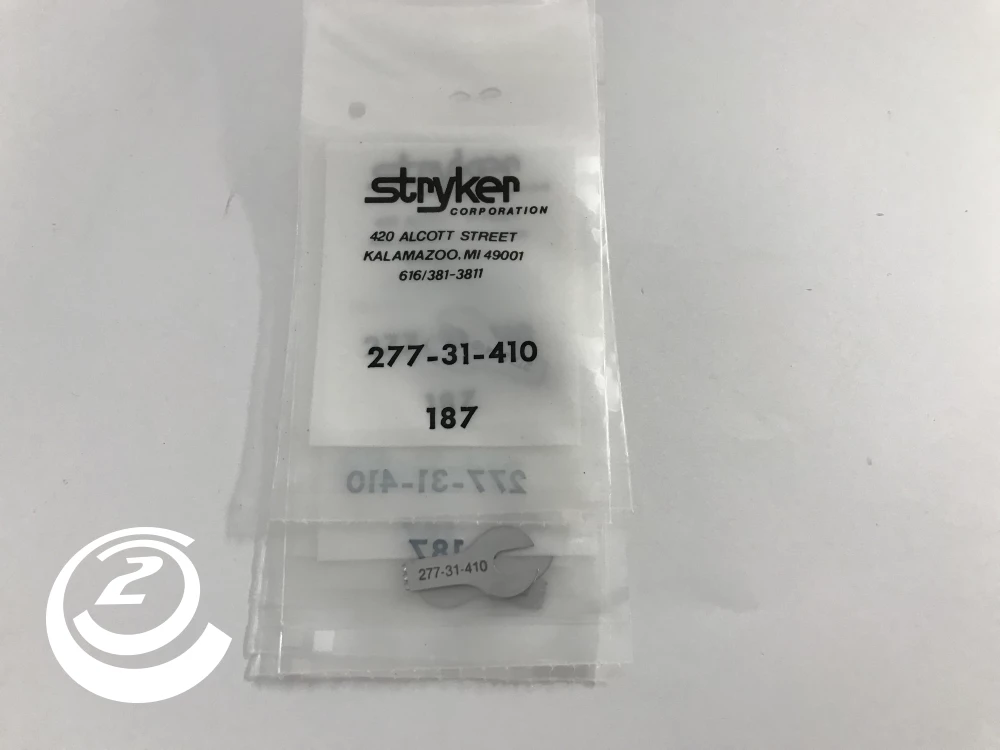 stryker
CORPORATION
420 ALCOTT STREET
KALAMAZOO, MI 49001
616/381-3811
277-31-410
187
277-31-410
187
277-31-410
2